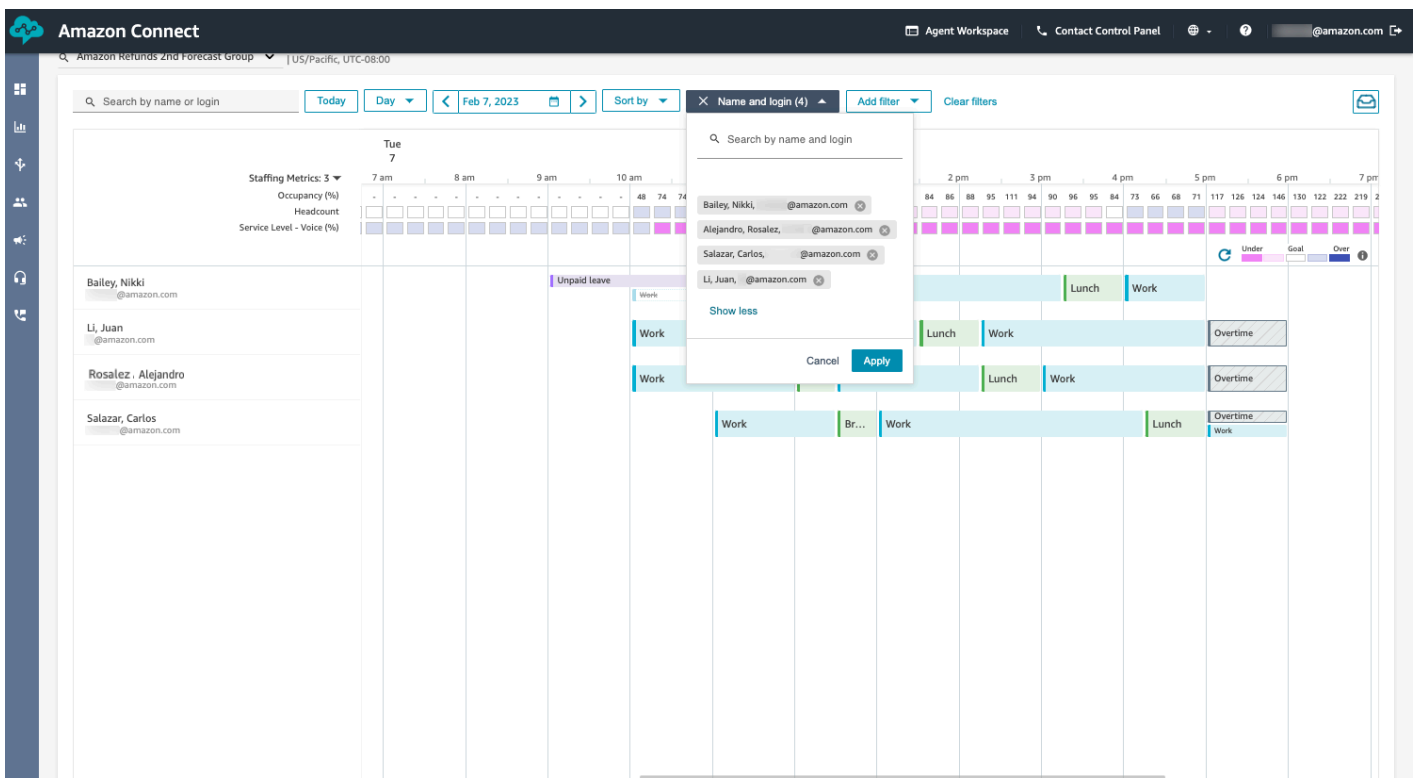 Amazon Connect Agent Workspace Contact Control Panel @amazon.com
Amazon Refunds 2nd Forecast Group | US/Pacific, UTC-08:00
Search by name or login Today Day Feb 7, 2023 Sort by Name and login (4) Add filter Clear filters
Search by name and login
Bailey, Nikki, @amazon.com
Alejandro, Rosalez, @amazon.com
Salazar, Carlos, @amazon.com
Li, Juan, @amazon.com
Show less
Cancel Apply
Tue
7
Staffing Metrics: 3 7 am 8 am 9 am 10 am 2 pm 3 pm 4 pm 5 pm 6 pm 7 pm
Occupancy (%) - - - - - - - - - - - - - 48 74 74 84 86 88 95 111 94 90 96 95 84 73 66 68 71 117 126 124 146 130 122 222 219 2
Headcount
Service Level - Voice (%)
Under Goal Over
Bailey, Nikki Unpaid leave Lunch Work
@amazon.com Work
Li, Juan Work Lunch Work Overtime
@amazon.com
Rosalez, Alejandro Work Lunch Work Overtime
@amazon.com
Salazar, Carlos Work Br... Work Lunch Overtime
@amazon.com Work